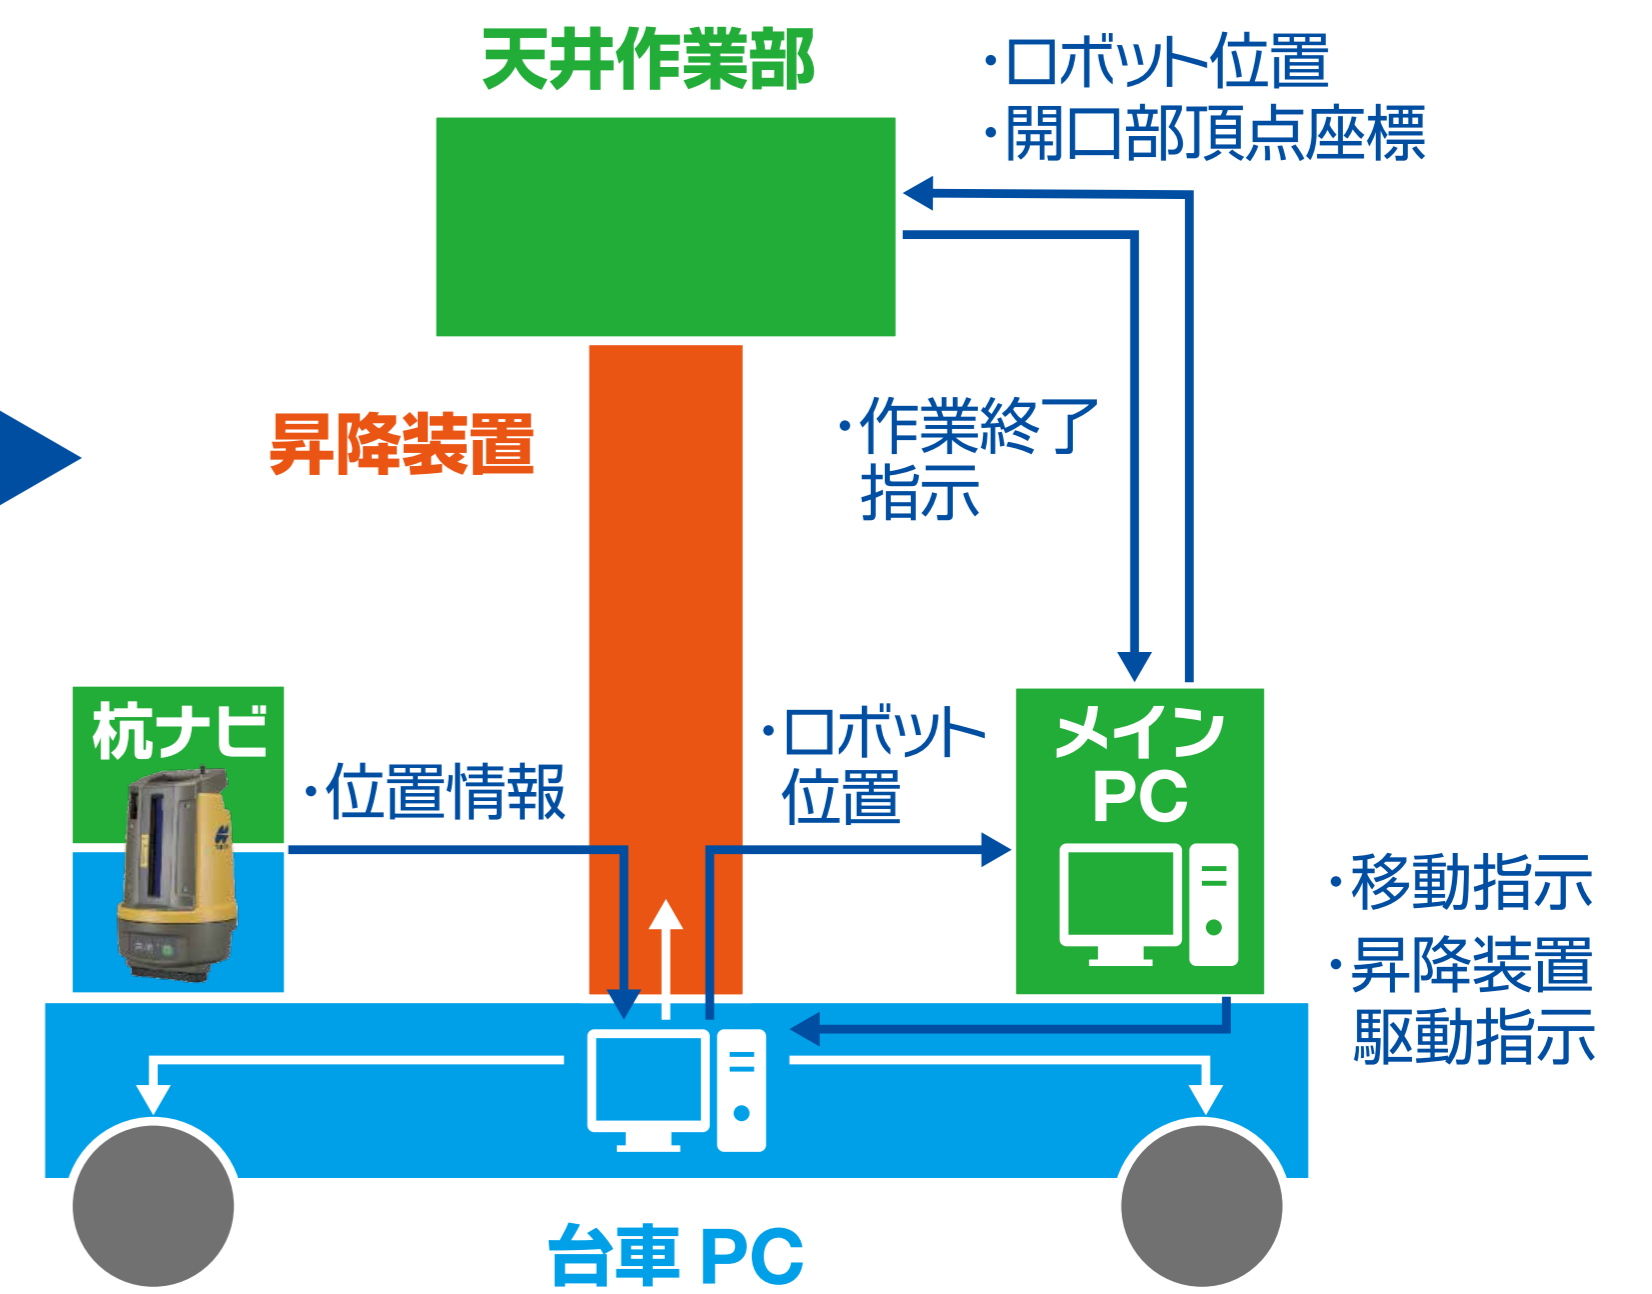 天井作業部
・ロボット位置
・開口部頂点座標
昇降装置
・作業終了
指示
杭ナビ
・位置情報
・ロボット
位置
メイン
PC
・移動指示
・昇降装置
駆動指示
台車 PC